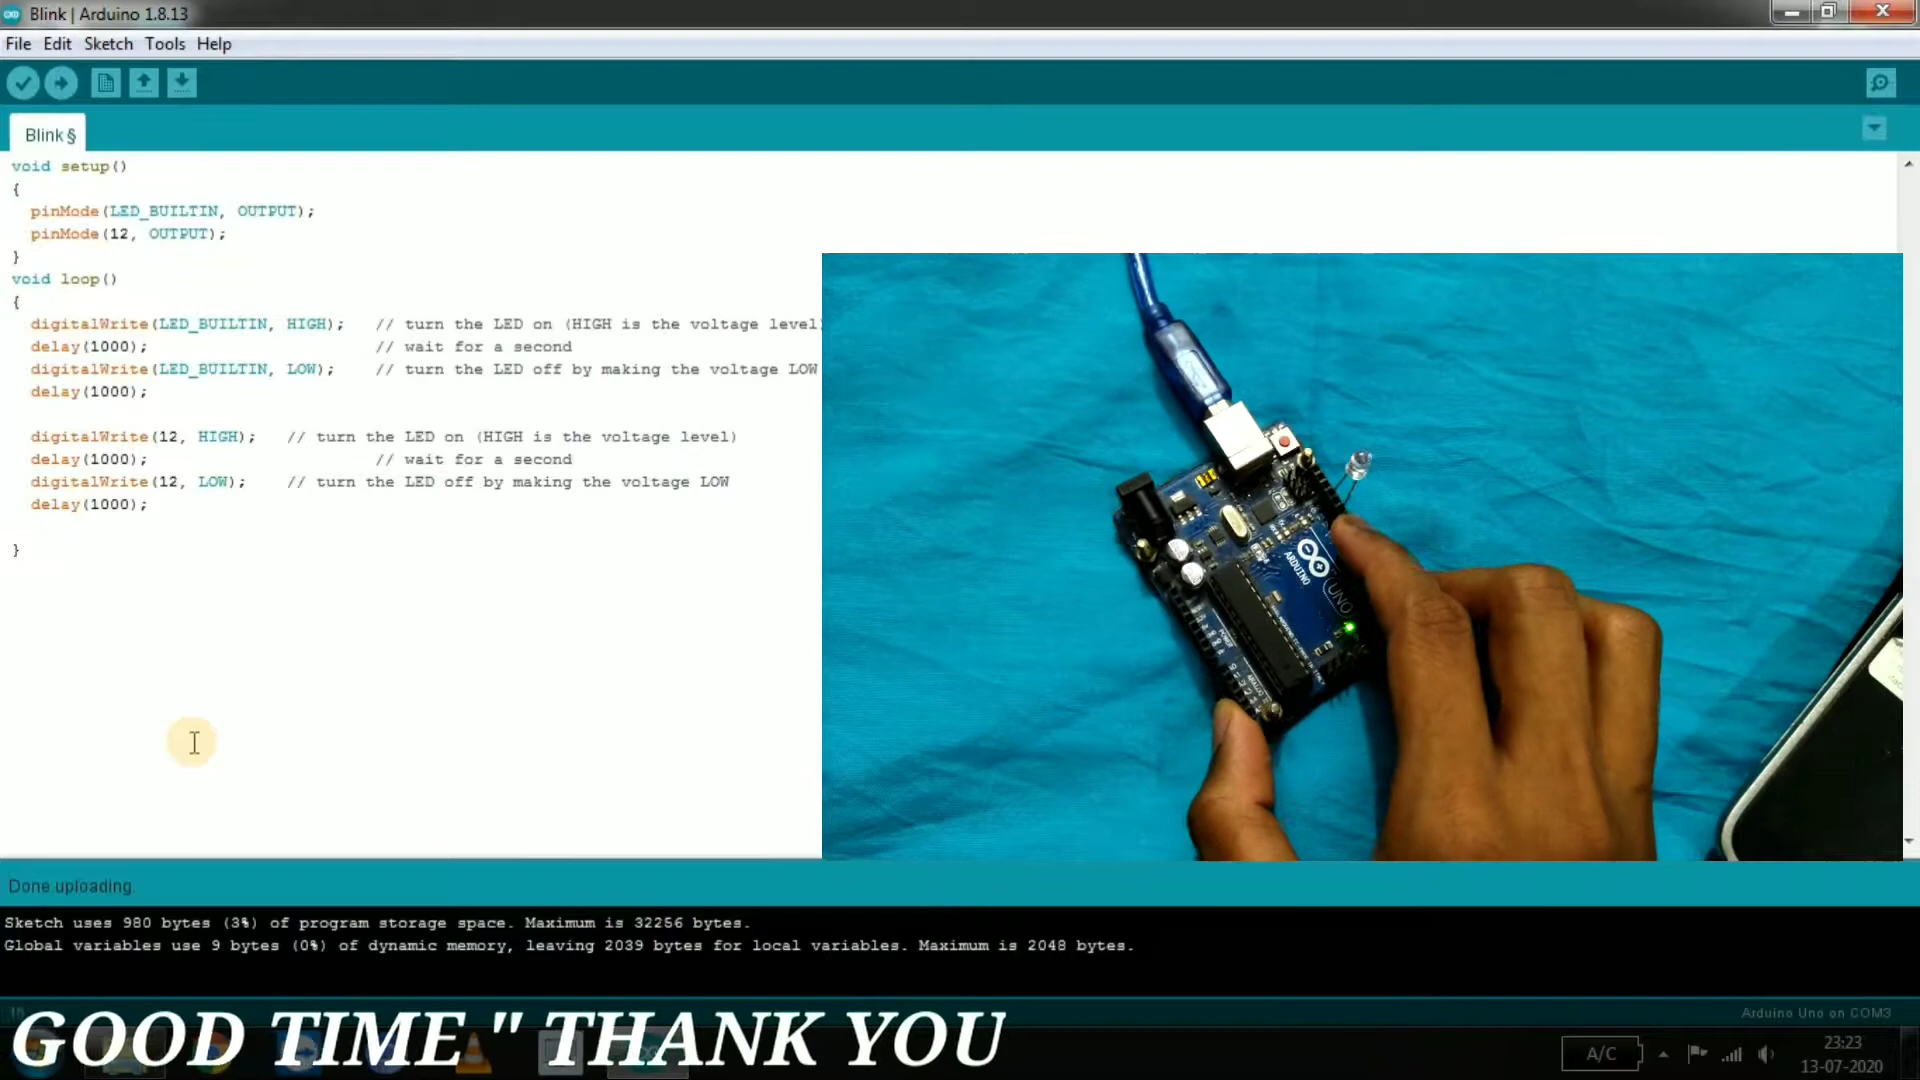 Blink | Arduino 1.8.13
File Edit Sketch Tools Help
Blink §
void setup()
{
pinMode(LED_BUILTIN, OUTPUT);
pinMode(12, OUTPUT);
}
void loop()
{
digitalWrite(LED_BUILTIN, HIGH); // turn the LED on (HIGH is the voltage level)
delay(1000); // wait for a second
digitalWrite(LED_BUILTIN, LOW); // turn the LED off by making the voltage LOW
delay(1000);
digitalWrite(12, HIGH); // turn the LED on (HIGH is the voltage level)
delay(1000); // wait for a second
digitalWrite(12, LOW); // turn the LED off by making the voltage LOW
delay(1000);
}
ARDUINO
UNO
POWER
ANALOG IN
Done uploading.
Sketch uses 980 bytes (3%) of program storage space. Maximum is 32256 bytes.
Global variables use 9 bytes (0%) of dynamic memory, leaving 2039 bytes for local variables. Maximum is 2048 bytes.
Arduino Uno on COM3
GOOD TIME " THANK YOU
A/C
23:23
13-07-2020